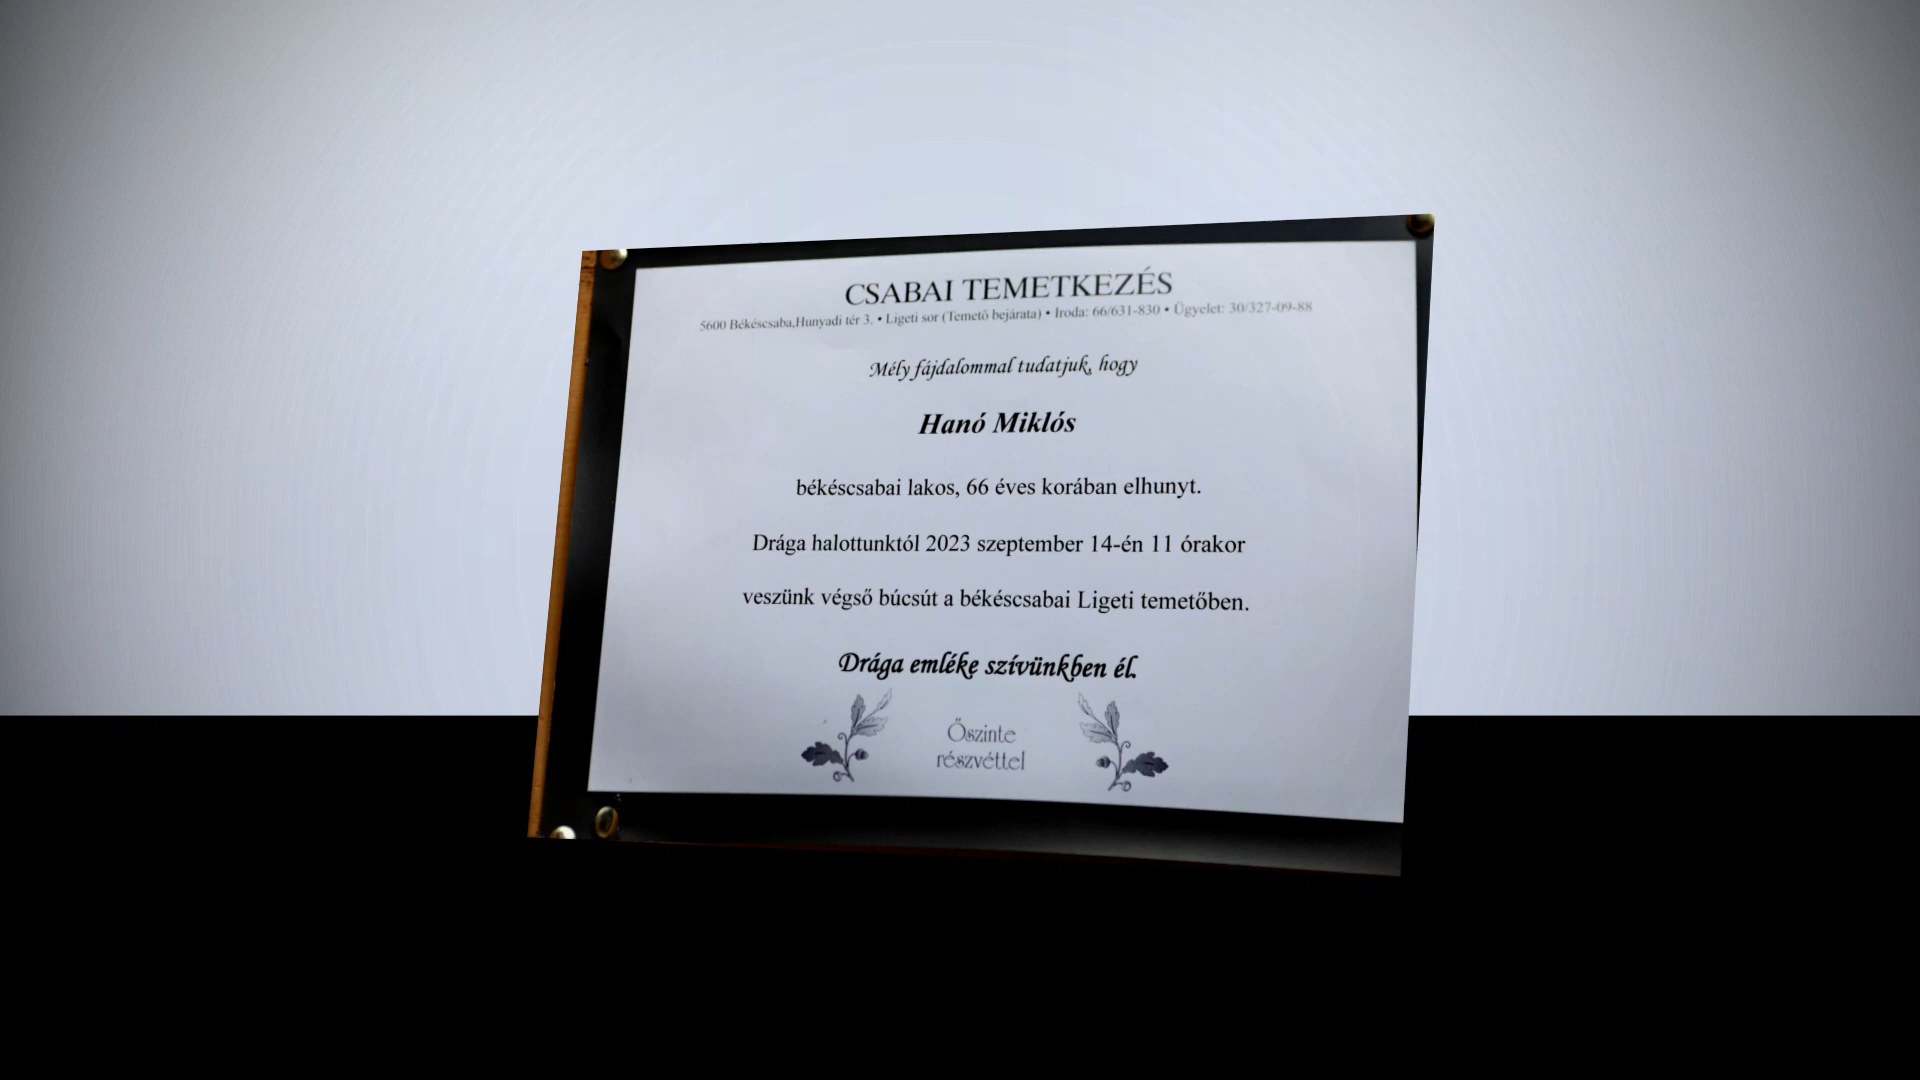 CSABAI TEMETKEZÉS
5600 Békéscsaba,Hunyadi tér 3. • Ligeti sor (Temető bejárata) • Iroda: 66/631-830 • Ügyelet: 30/327-09-88
Mély fájdalommal tudatjuk, hogy
Hanó Miklós
békéscsabai lakos, 66 éves korában elhunyt.
Drága halottunktól 2023 szeptember 14-én 11 órakor
veszünk végső búcsút a békéscsabai Ligeti temetőben.
Drága emléke szívünkben él.
Őszinte
részvéttel